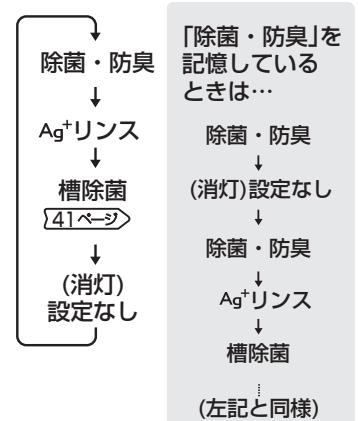 除菌・防臭
↓
Ag⁺リンス
↓
槽除菌
41ページ
↓
(消灯)
設定なし
「除菌・防臭」を
記憶している
ときは…
除菌・防臭
↓
(消灯)設定なし
↓
除菌・防臭
↓
Ag⁺リンス
↓
槽除菌
(左記と同様)